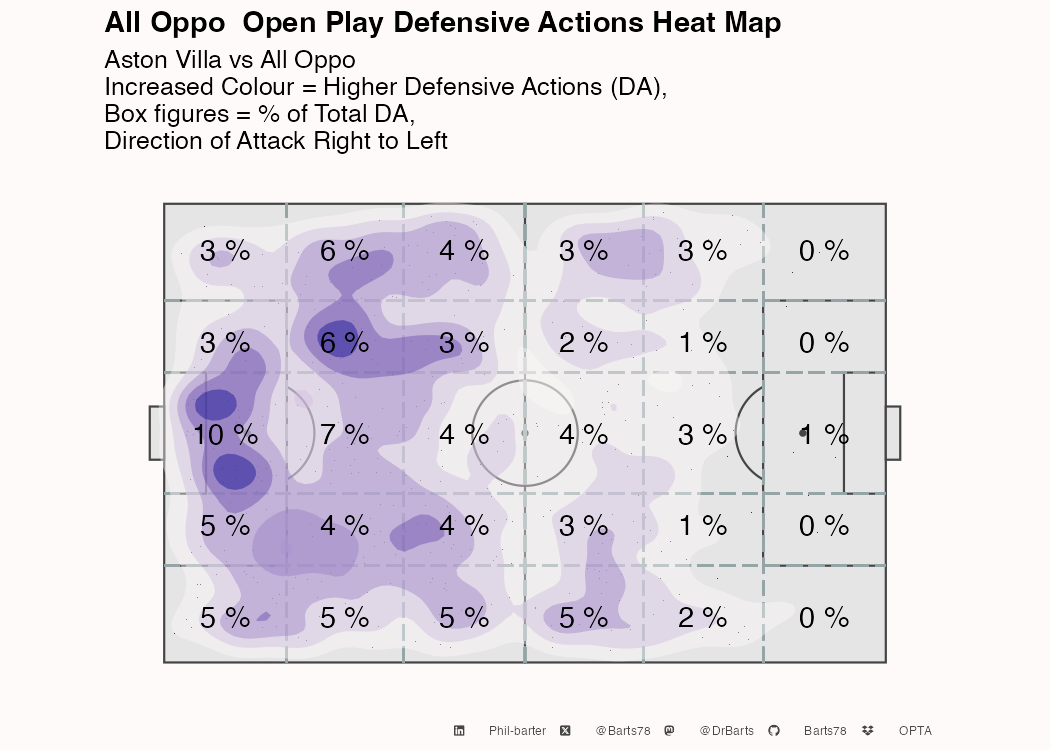 All Oppo  Open Play Defensive Actions Heat Map
Aston Villa vs All Oppo
Increased Colour = Higher Defensive Actions (DA),
Box figures = % of Total DA,
Direction of Attack Right to Left
3 % 6 % 4 % 3 % 3 % 0 %
3 % 6 % 3 % 2 % 1 % 0 %
10 % 7 % 4 % 4 % 3 % 1 %
5 % 4 % 4 % 3 % 1 % 0 %
5 % 5 % 5 % 5 % 2 % 0 %
Phil-barter @Barts78 @DrBarts Barts78 OPTA